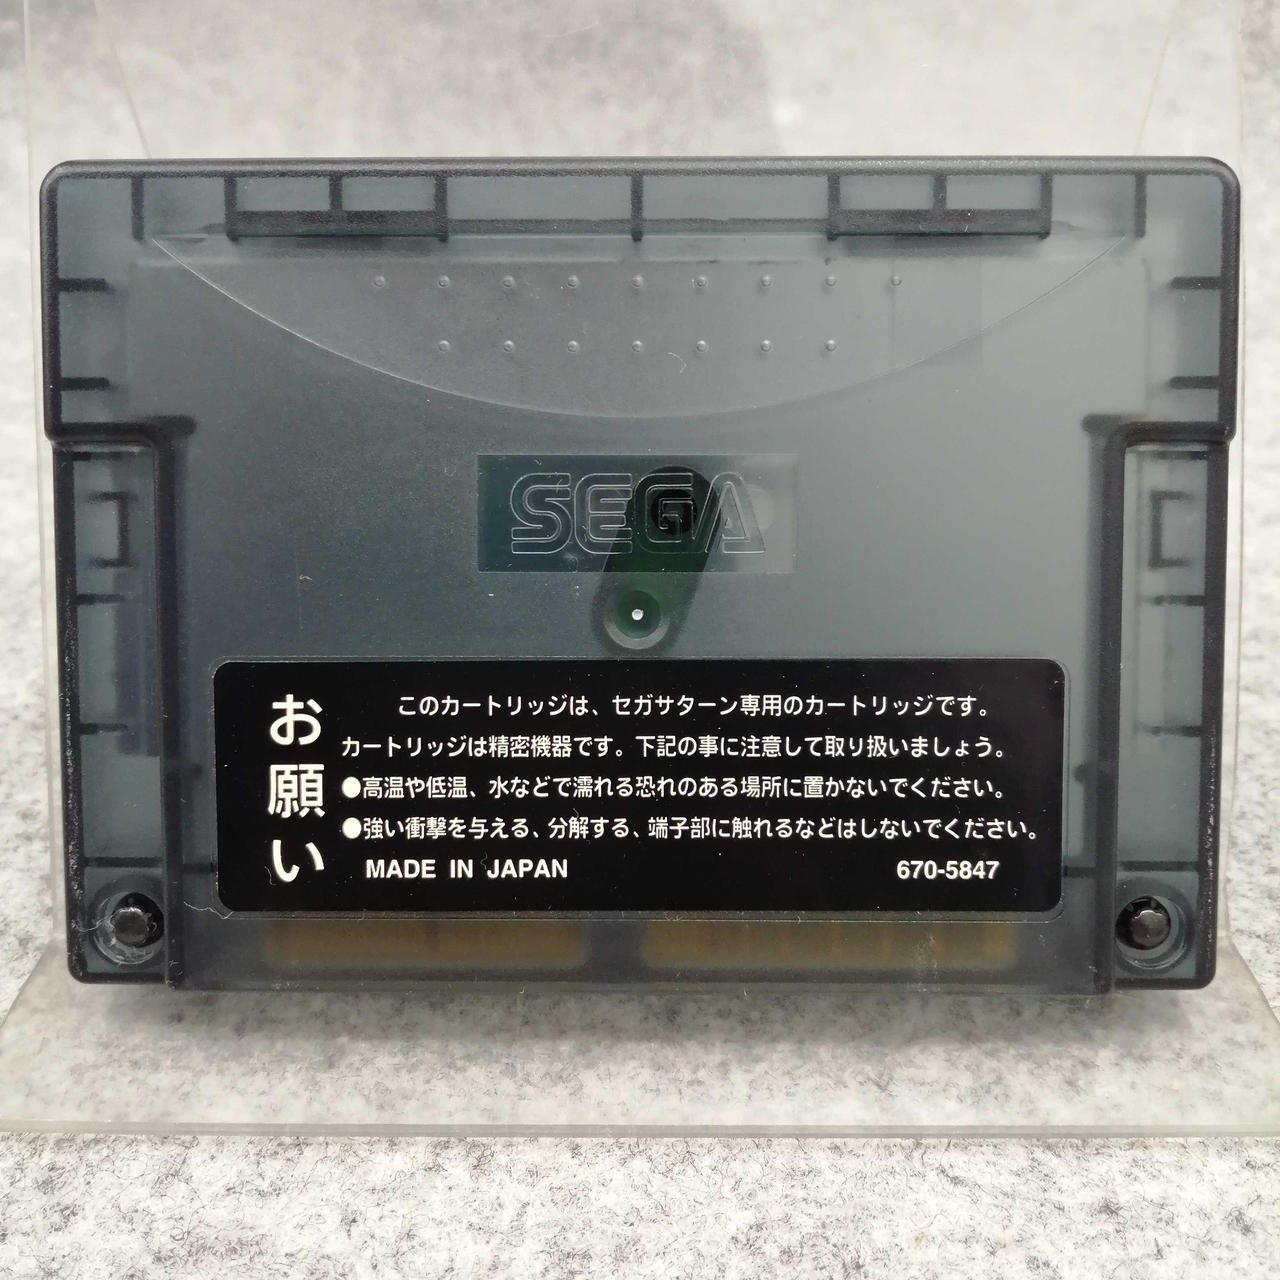 SEGA
お願い
このカートリッジは、セガサターン専用のカートリッジです。
カートリッジは精密機器です。下記の事に注意して取り扱いましょう。
●高温や低温、水などで濡れる恐れのある場所に置かないでください。
●強い衝撃を与える、分解する、端子部に触れるなどはしないでください。
MADE IN JAPAN 670-5847